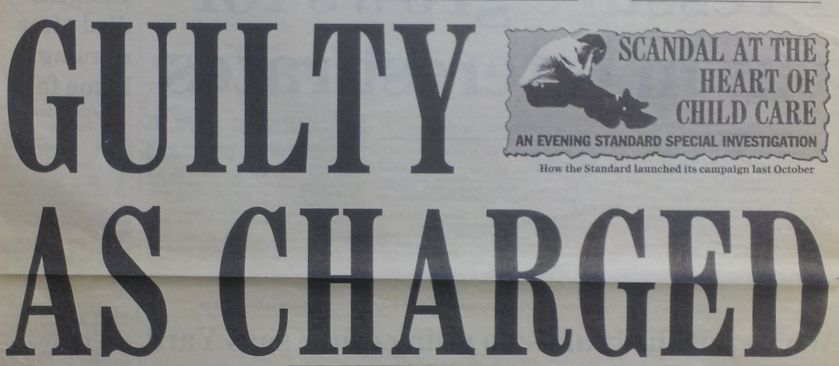 GUILTY
SCANDAL AT THE
HEART OF
CHILD CARE
AN EVENING STANDARD SPECIAL INVESTIGATION
How the Standard launched its campaign last October
AS CHARGED